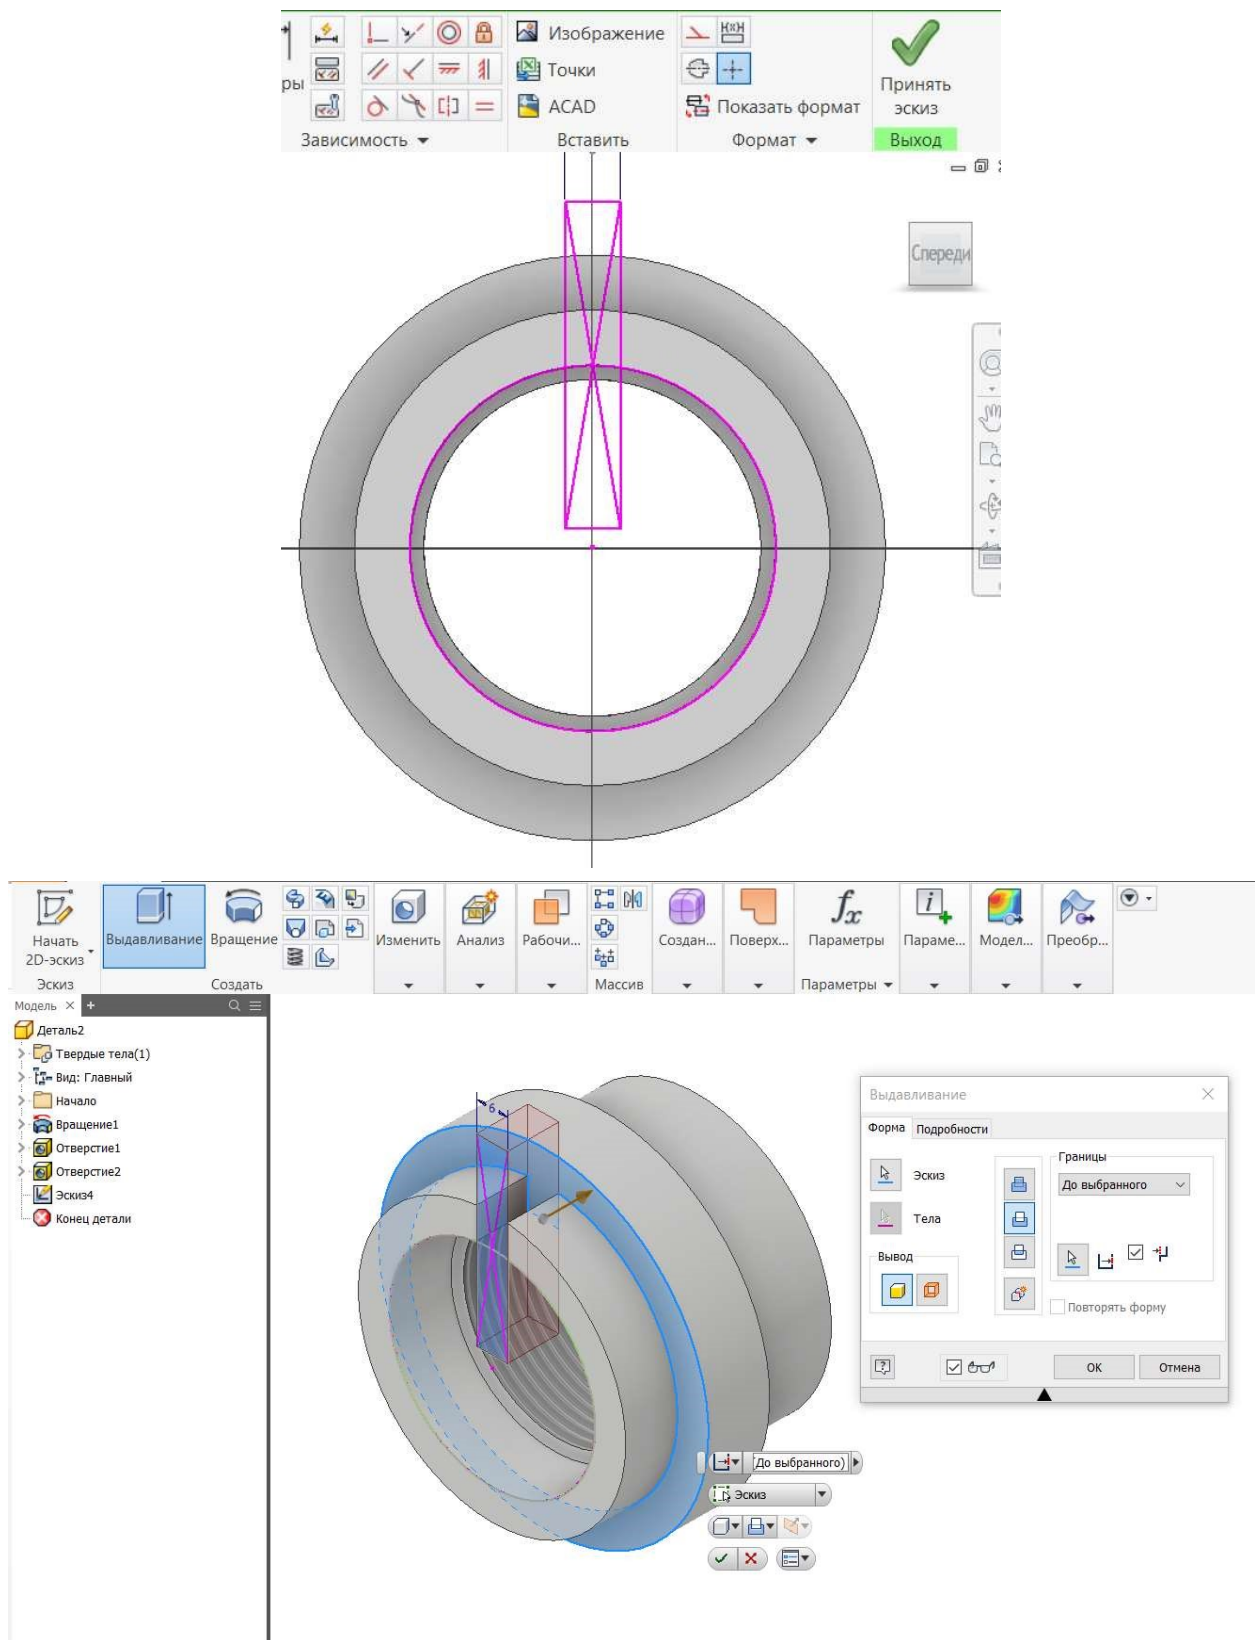 Изображение
Точки
ры
Принять
эскиз
ACAD
Показать формат
Зависимость
Вставить
Формат
Выход
Спереди
Начать
2D-эскиз
Выдавливание
Вращение
Изменить
Анализ
Рабочи...
Создан...
Поверх...
fx
Параметры
Параме...
Модел...
Преобр...
Эскиз
Создать
Массив
Параметры
Модель
Деталь2
Твердые тела(1)
Вид: Главный
Начало
Вращение1
Отверстие1
Отверстие2
Эскиз4
Конец детали
6
Выдавливание
Форма
Подробности
Эскиз
Тела
Вывод
Границы
До выбранного
Повторять форму
ОК
Отмена
До выбранного)
Эскиз